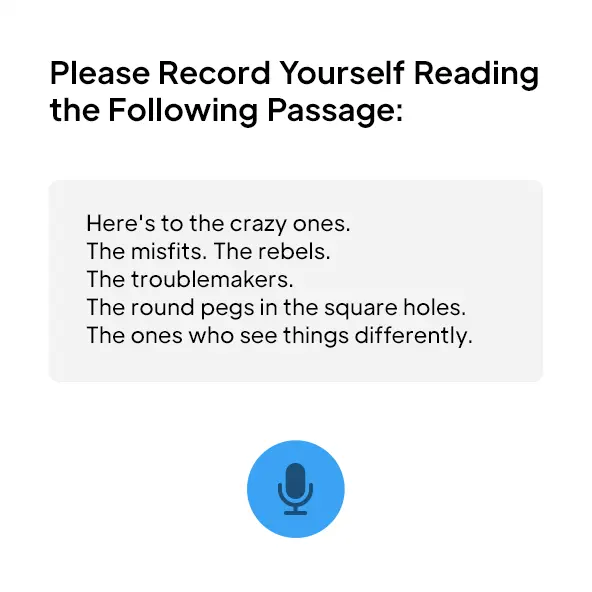 Please Record Yourself Reading
the Following Passage:
Here's to the crazy ones.
The misfits. The rebels.
The troublemakers.
The round pegs in the square holes.
The ones who see things differently.